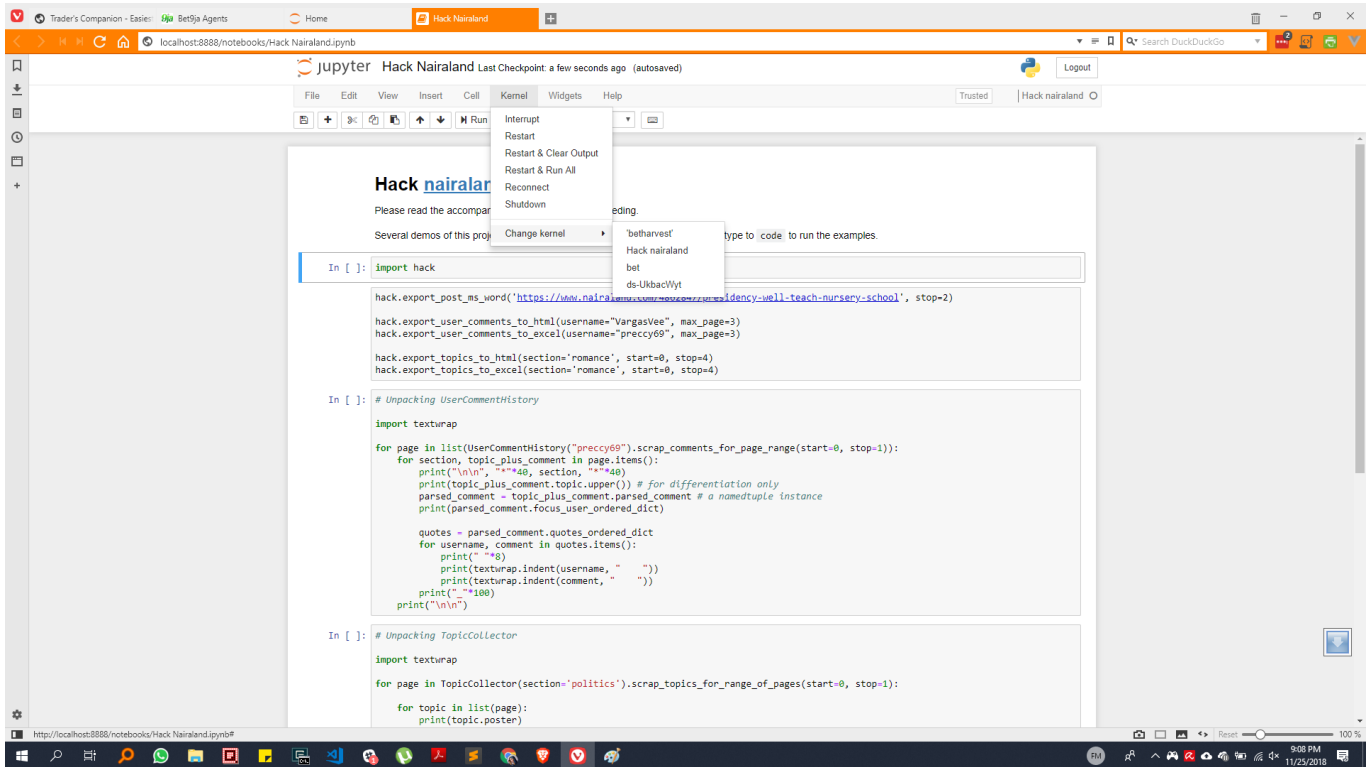 Trader's Companion - Easies
9ja Bet9ja Agents
Home
Hack Nairaland
localhost:8888/notebooks/Hack Nairaland.ipynb
Search DuckDuckGo
2
jupyter Hack Nairaland Last Checkpoint: a few seconds ago (autosaved)
Logout
File Edit View Insert Cell Kernel Widgets Help
Trusted
Hack nairaland
Run
Interrupt
Restart
Restart & Clear Output
Restart & Run All
Reconnect
Shutdown
Change kernel
'betharvest'
Hack nairaland
bet
ds-UkbacWyt
Hack nairalan
Please read the accompan eding.
Several demos of this proj type to code to run the examples.
In [ ]: import hack
hack.export_post_ms_word('https://www.nairaland.com/4862847/presidency-well-teach-nursery-school', stop=2)
hack.export_user_comments_to_html(username="VargasVee", max_page=3)
hack.export_user_comments_to_excel(username="preccy69", max_page=3)
hack.export_topics_to_html(section='romance', start=0, stop=4)
hack.export_topics_to_excel(section='romance', start=0, stop=4)
In [ ]: # Unpacking UserCommentHistory
import textwrap
for page in list(UserCommentHistory("preccy69").scrap_comments_for_page_range(start=0, stop=1)):
for section, topic_plus_comment in page.items():
print("\n\n", "*"*40, section, "*"*40)
print(topic_plus_comment.topic.upper()) # for differentiation only
parsed_comment = topic_plus_comment.parsed_comment # a namedtuple instance
print(parsed_comment.focus_user_ordered_dict)
quotes = parsed_comment.quotes_ordered_dict
for username, comment in quotes.items():
print(" "*8)
print(textwrap.indent(username, "    "))
print(textwrap.indent(comment, "    "))
print("_"*100)
print("\n\n")
In [ ]: # Unpacking TopicCollector
import textwrap
for page in TopicCollector(section='politics').scrap_topics_for_range_of_pages(start=0, stop=1):
for topic in list(page):
print(topic.poster)
http://localhost:8888/notebooks/Hack Nairaland.ipynb#
Reset
100 %
EM
9:08 PM
11/25/2018